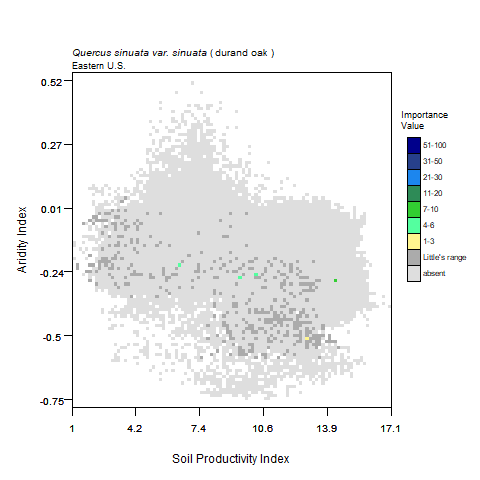 Quercus sinuata var. sinuata ( durand oak )
Eastern U.S.
0.52
0.27
0.01
-0.24
-0.5
-0.75
Aridity Index
1 4.2 7.4 10.6 13.9 17.1
Soil Productivity Index
Importance
Value
51-100
31-50
21-30
11-20
7-10
4-6
1-3
Little's range
absent